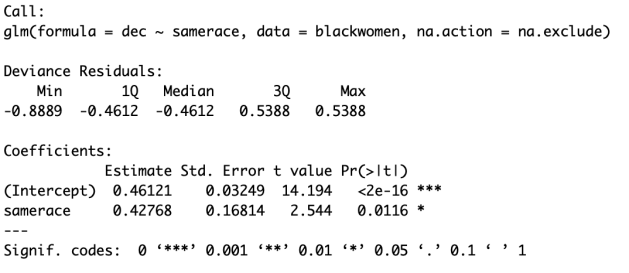 Call:
glm(formula = dec ~ samerace, data = blackwomen, na.action = na.exclude)
Deviance Residuals:
    Min      1Q  Median      3Q     Max
-0.8889 -0.4612 -0.4612  0.5388  0.5388
Coefficients:
            Estimate Std. Error t value Pr(>|t|)
(Intercept)  0.46121    0.03249  14.194   <2e-16 ***
samerace     0.42768    0.16814   2.544   0.0116 *
---
Signif. codes:  0 ‘***’ 0.001 ‘**’ 0.01 ‘*’ 0.05 ‘.’ 0.1 ‘ ’ 1